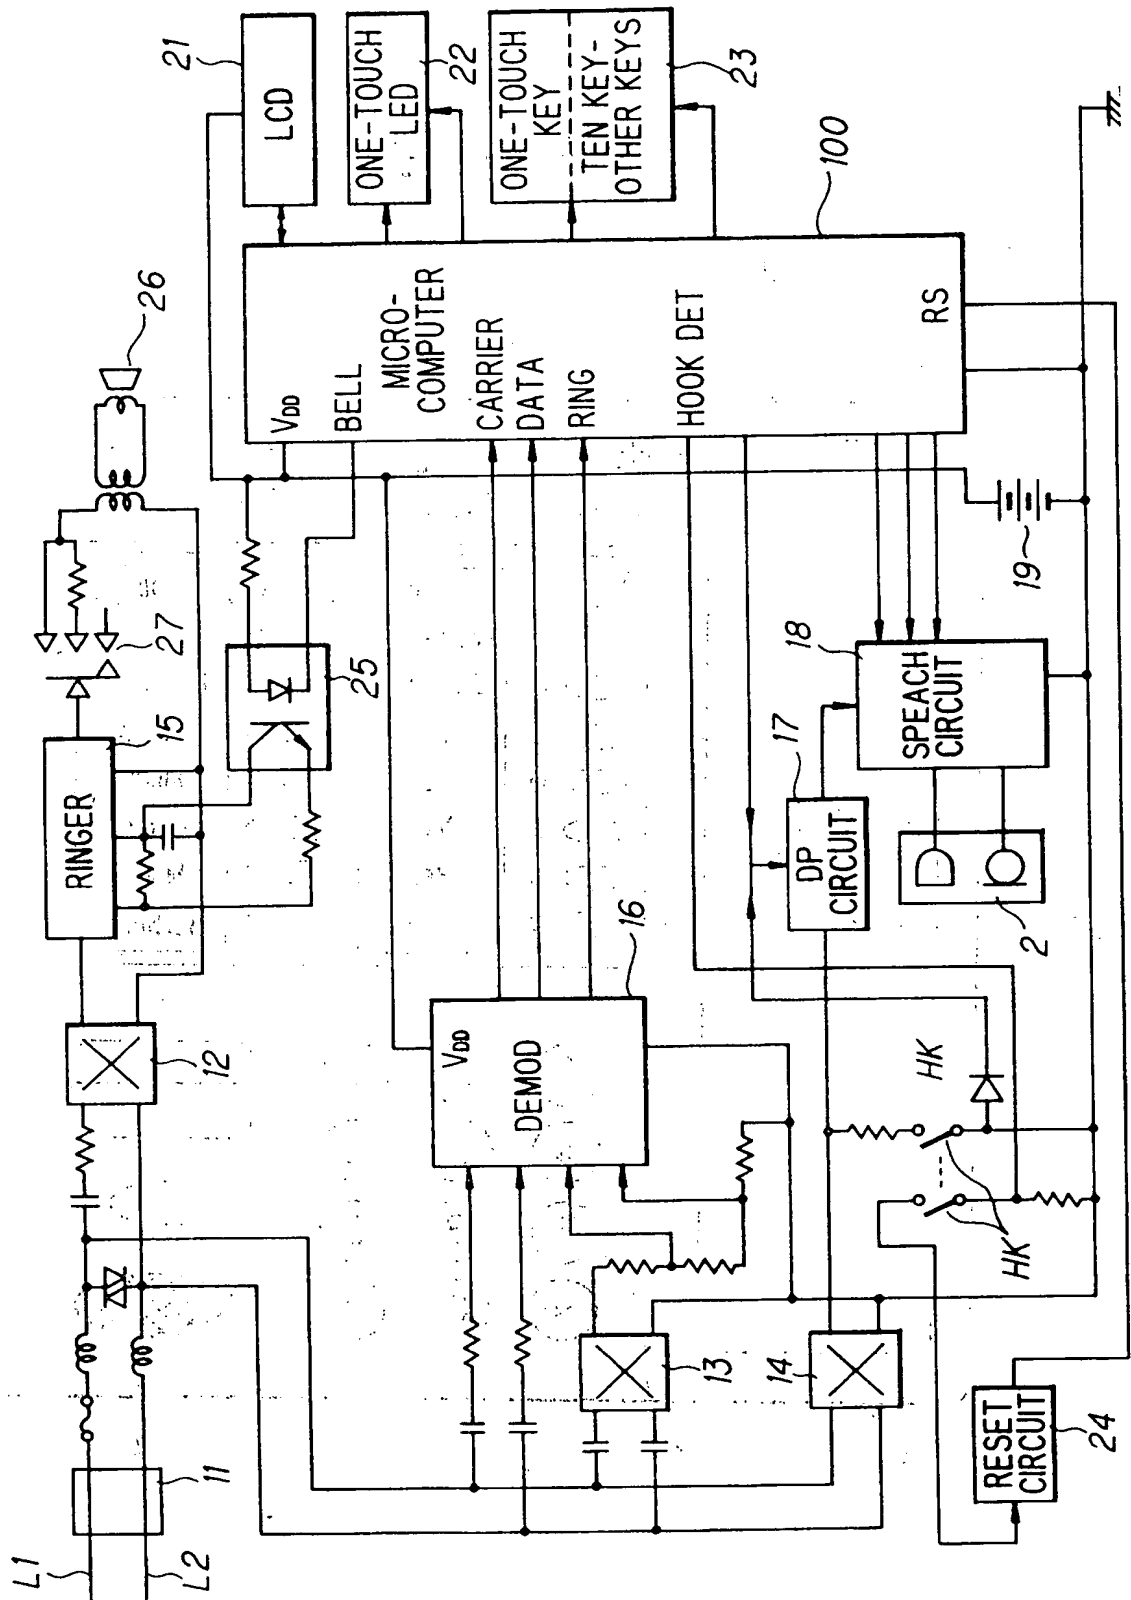 L1
L2
11
12
RINGER
15
27
26
25
VDD
DEMOD
16
13
14
RESET
CIRCUIT
24
HK
HK
DP
CIRCUIT
17
2
SPEACH
CIRCUIT
18
19
VDD
BELL
MICRO-
COMPUTER
CARRIER
DATA
RING
HOOK DET
RS
100
LCD
21
ONE-TOUCH
LED
22
ONE-TOUCH
KEY
TEN KEY-
OTHER KEYS
23